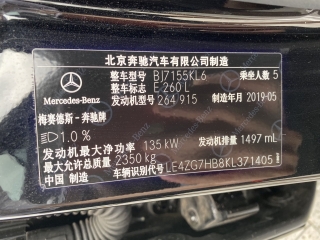 北京奔驰汽车有限公司制造
整车型号 BJ7155KL6 乘坐人数 5
整车标志 E 260 L
发动机型号 264 915 制造年月 2019-05
Mercedes-Benz
梅赛德斯-奔驰牌
1.0 %
发动机最大净功率 135 kW 发动机排量 1497 mL
最大允许总质量 2350 kg
车辆识别代号 LE4ZG7HB8KL371405